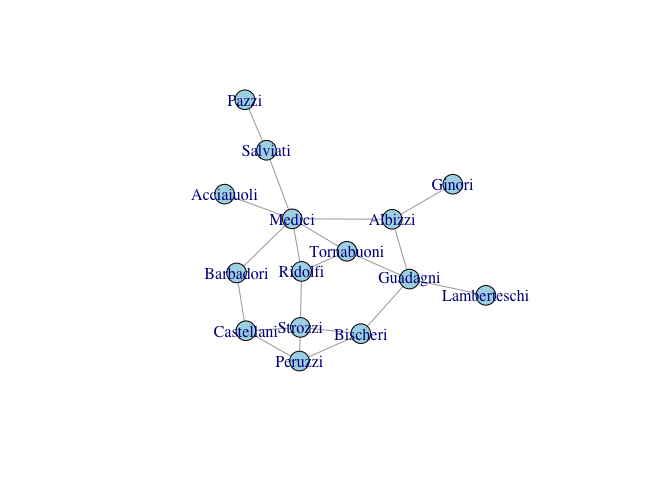 Pazzi
Salviati
Ginori
Acciaiuoli
Medici
Albizzi
Tornabuoni
Barbadori
Ridolfi
Guadagni
Lamberteschi
Castellani
Strozzi
Bischeri
Peruzzi